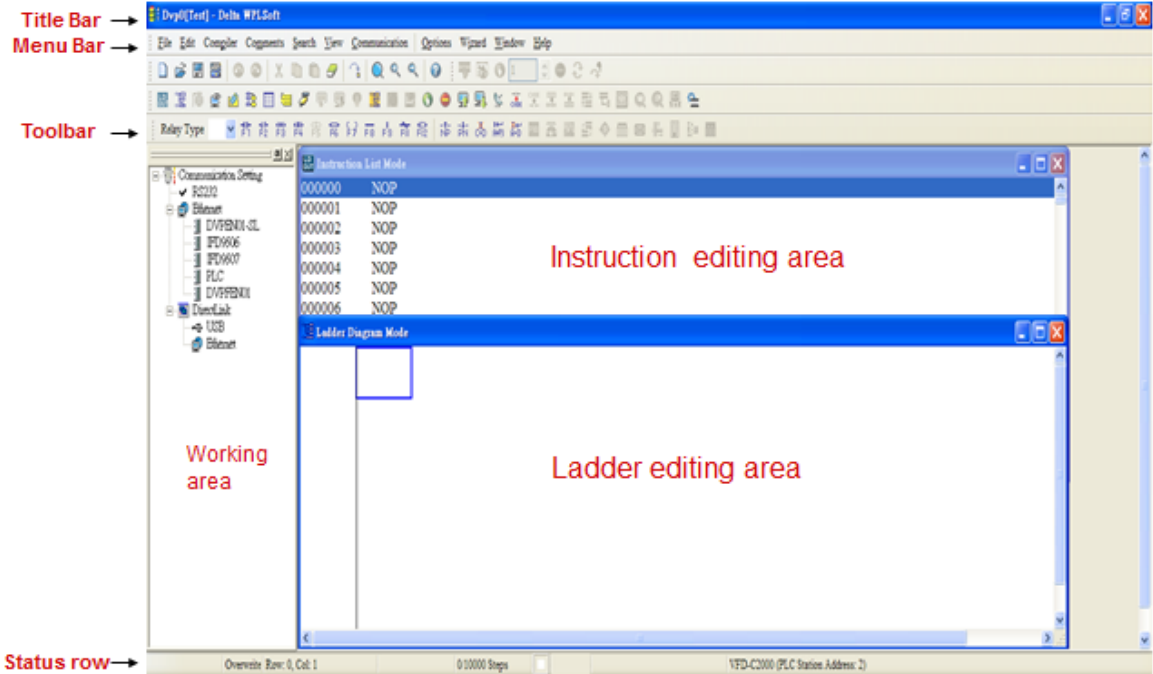 Title Bar
Dvp0[Test] - Delta WPLSoft
Menu Bar
File Edit Compiler Comments Search View Communication Options Wizard Window Help
Toolbar
Relay Type
Communication Setting
RS232
Ethernet
DVPEN01-SL
IFD9506
IFD9507
PLC
DVPFEN01
DirectLink
USB
Ethernet
Working
area
Instruction List Mode
000000 NOP
000001 NOP
000002 NOP
000003 NOP
000004 NOP
000005 NOP
000006 NOP
Instruction editing area
Ladder Diagram Mode
Ladder editing area
Status row
Overwrite Row: 0, Col: 1
0/10000 Steps
VFD-C2000 (PLC Station Address: 2)